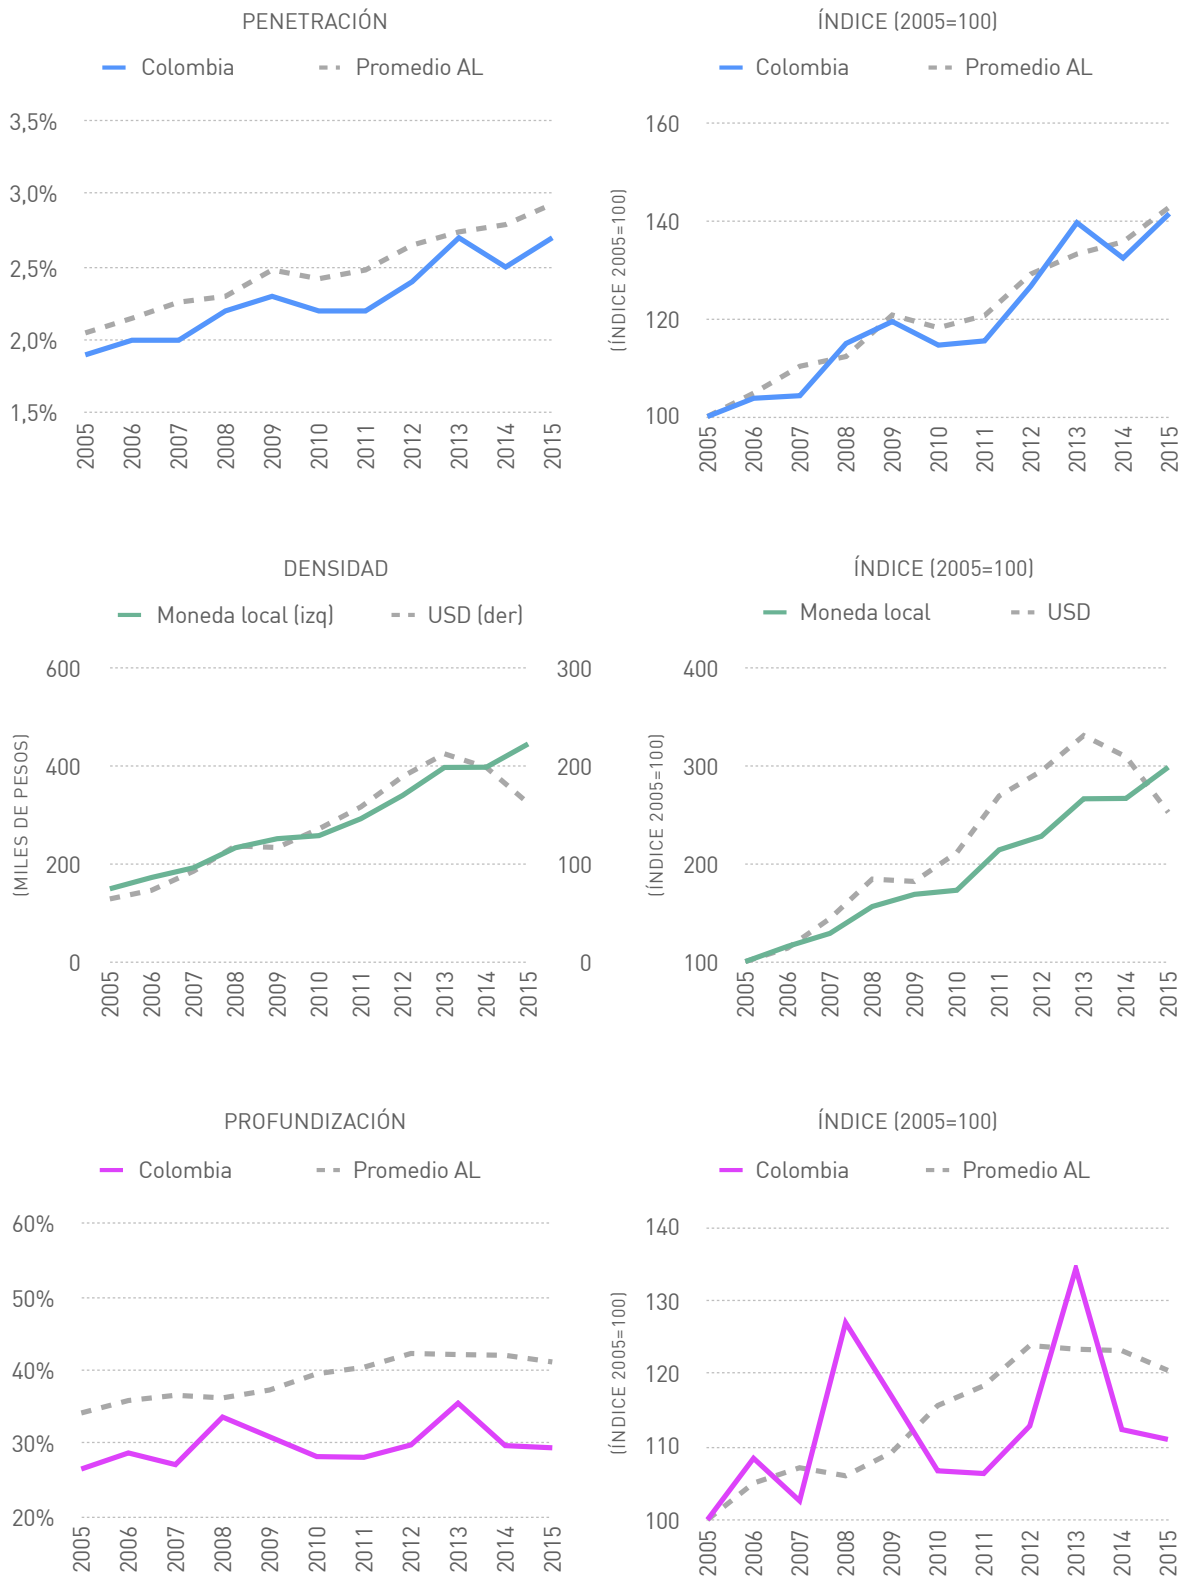 PENETRACIÓN
Colombia
Promedio AL
3,5%
3,0%
2,5%
2,0%
1,5%
2005 2006 2007 2008 2009 2010 2011 2012 2013 2014 2015
ÍNDICE (2005=100)
Colombia
Promedio AL
(ÍNDICE 2005=100)
160
140
120
100
2005 2006 2007 2008 2009 2010 2011 2012 2013 2014 2015
DENSIDAD
Moneda local (izq)
USD (der)
(MILES DE PESOS)
600
400
200
0
300
200
100
0
2005 2006 2007 2008 2009 2010 2011 2012 2013 2014 2015
ÍNDICE (2005=100)
Moneda local
USD
(ÍNDICE 2005=100)
400
300
200
100
2005 2006 2007 2008 2009 2010 2011 2012 2013 2014 2015
PROFUNDIZACIÓN
Colombia
Promedio AL
60%
50%
40%
30%
20%
2005 2006 2007 2008 2009 2010 2011 2012 2013 2014 2015
ÍNDICE (2005=100)
Colombia
Promedio AL
(ÍNDICE 2005=100)
140
130
120
110
100
2005 2006 2007 2008 2009 2010 2011 2012 2013 2014 2015